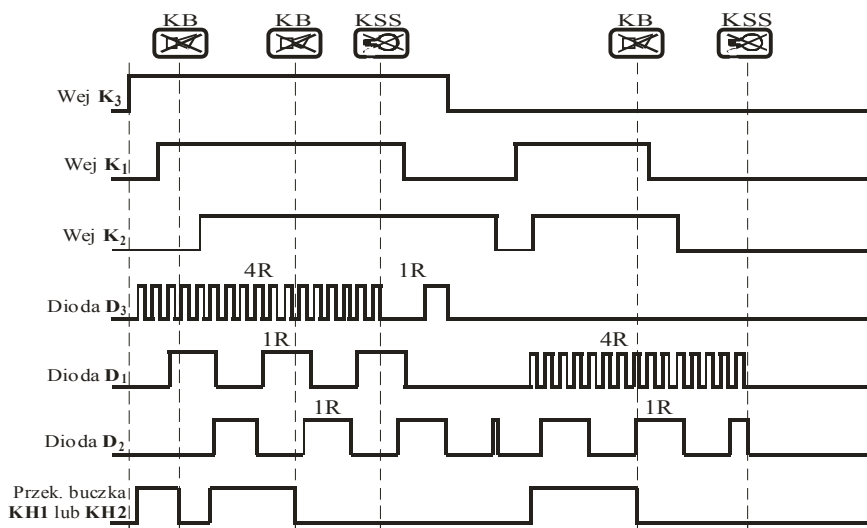 KB KB KSS KB KSS
Wej K3
Wej K1
Wej K2
4R 1R
Dioda D3
1R 4R
Dioda D1
1R 1R
Dioda D2
Przek. buczka
KH1 lub KH2